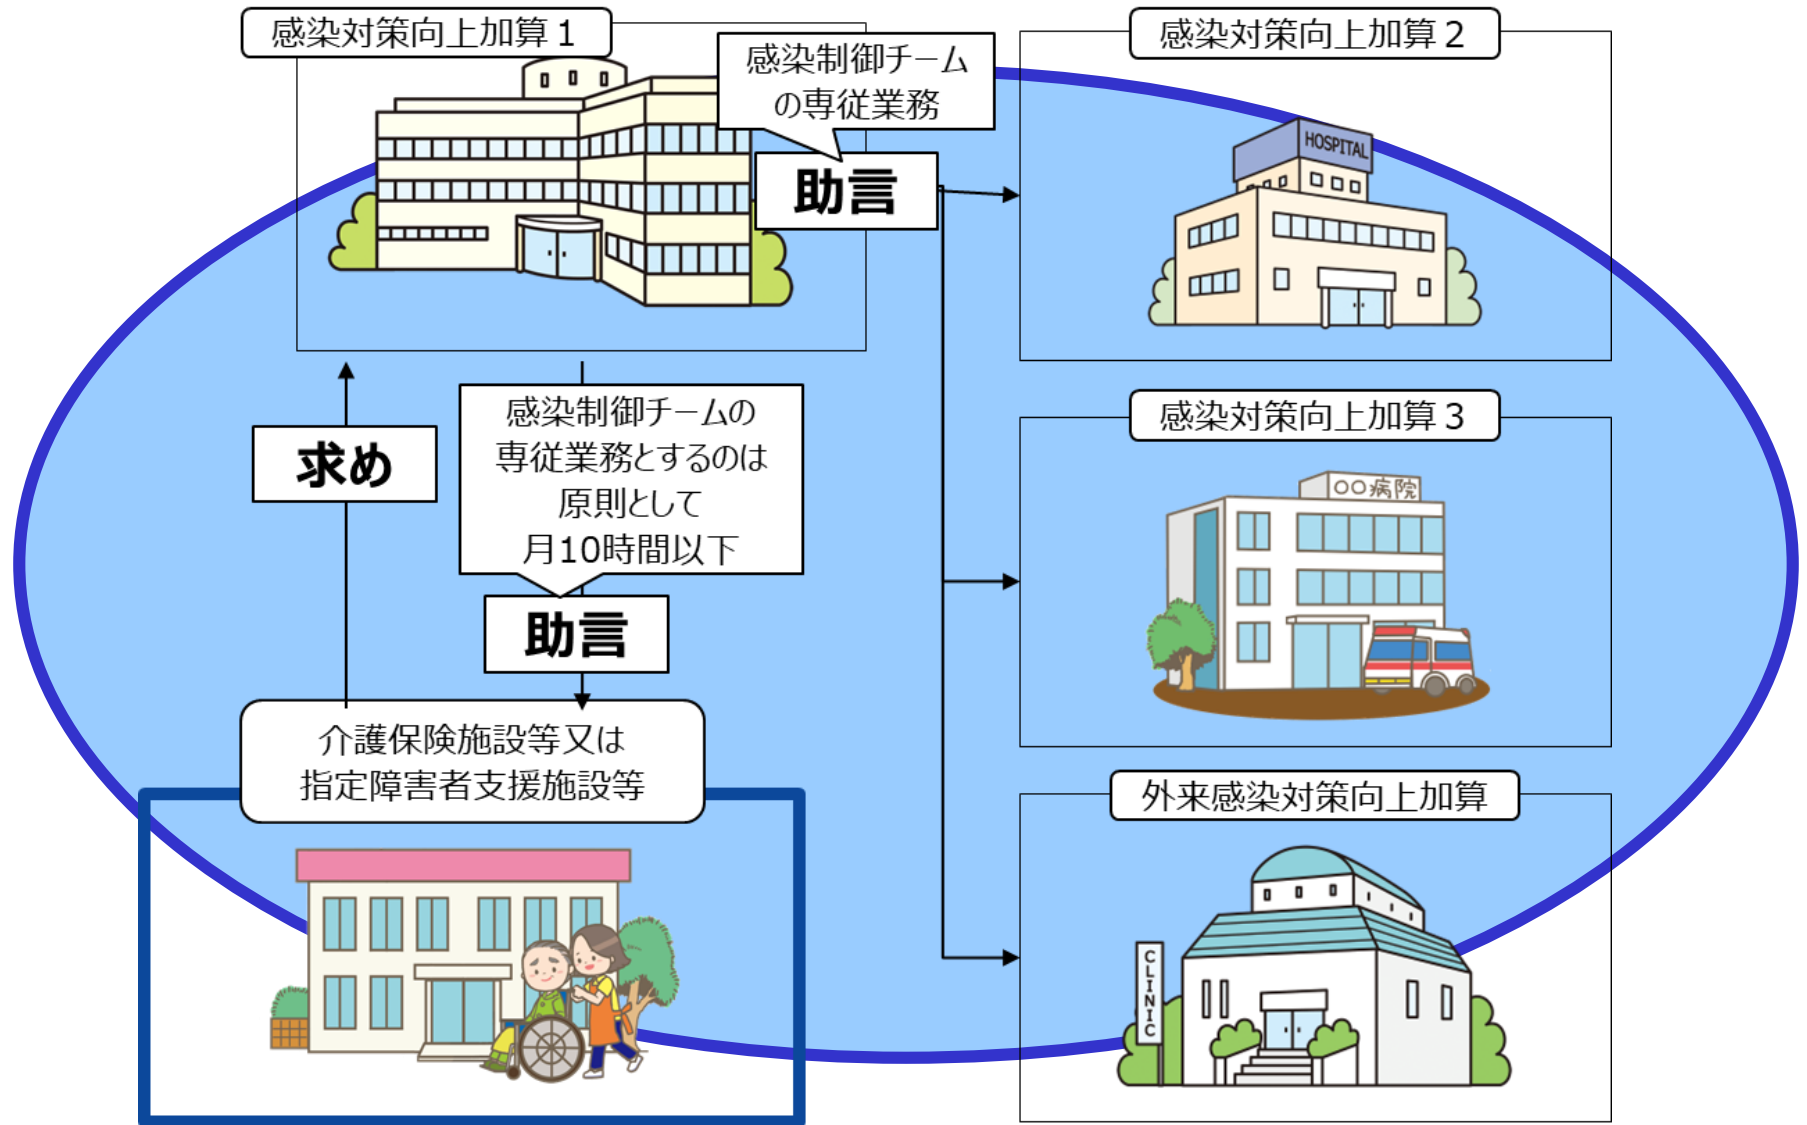 感染対策向上加算1
感染制御チーム
の専従業務
助言
感染対策向上加算2
HOSPITAL
求め
感染制御チームの
専従業務とするのは
原則として
月10時間以下
助言
感染対策向上加算3
○○病院
介護保険施設等又は
指定障害者支援施設等
外来感染対策向上加算
CLINIC